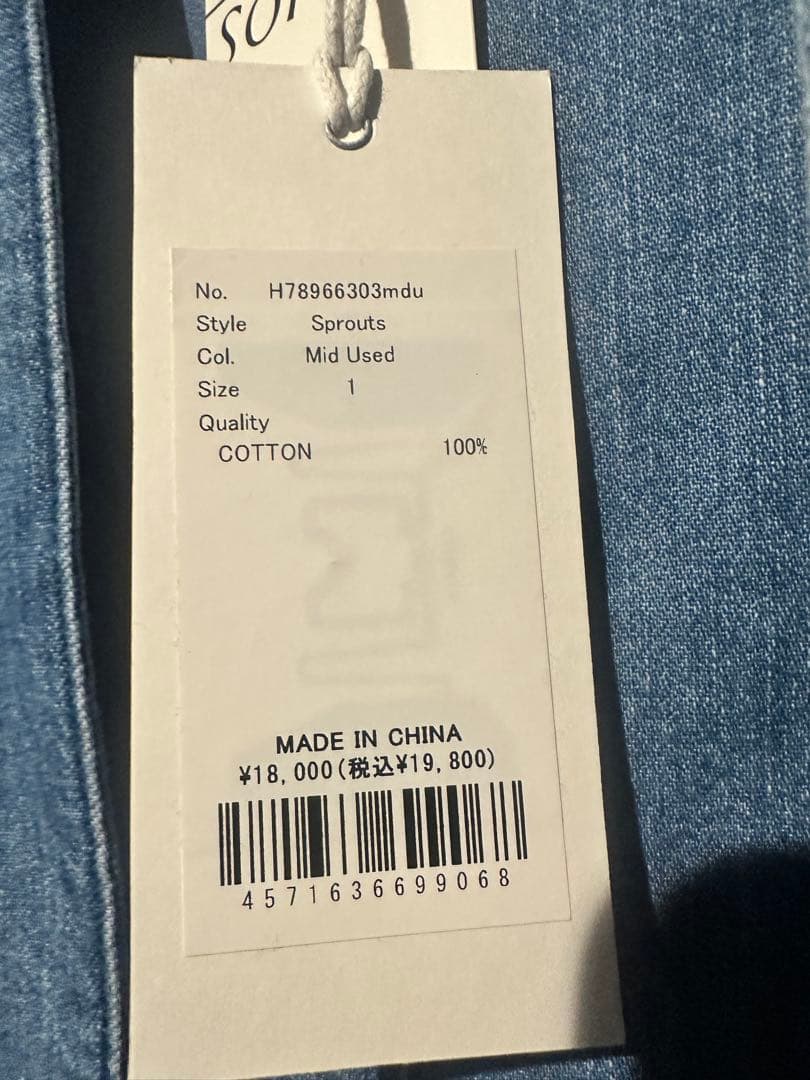 No. H78966303mdu
Style Sprouts
Col. Mid Used
Size 1
Quality
COTTON 100%
MADE IN CHINA
¥18,000(税込¥19,800)
4571636699068